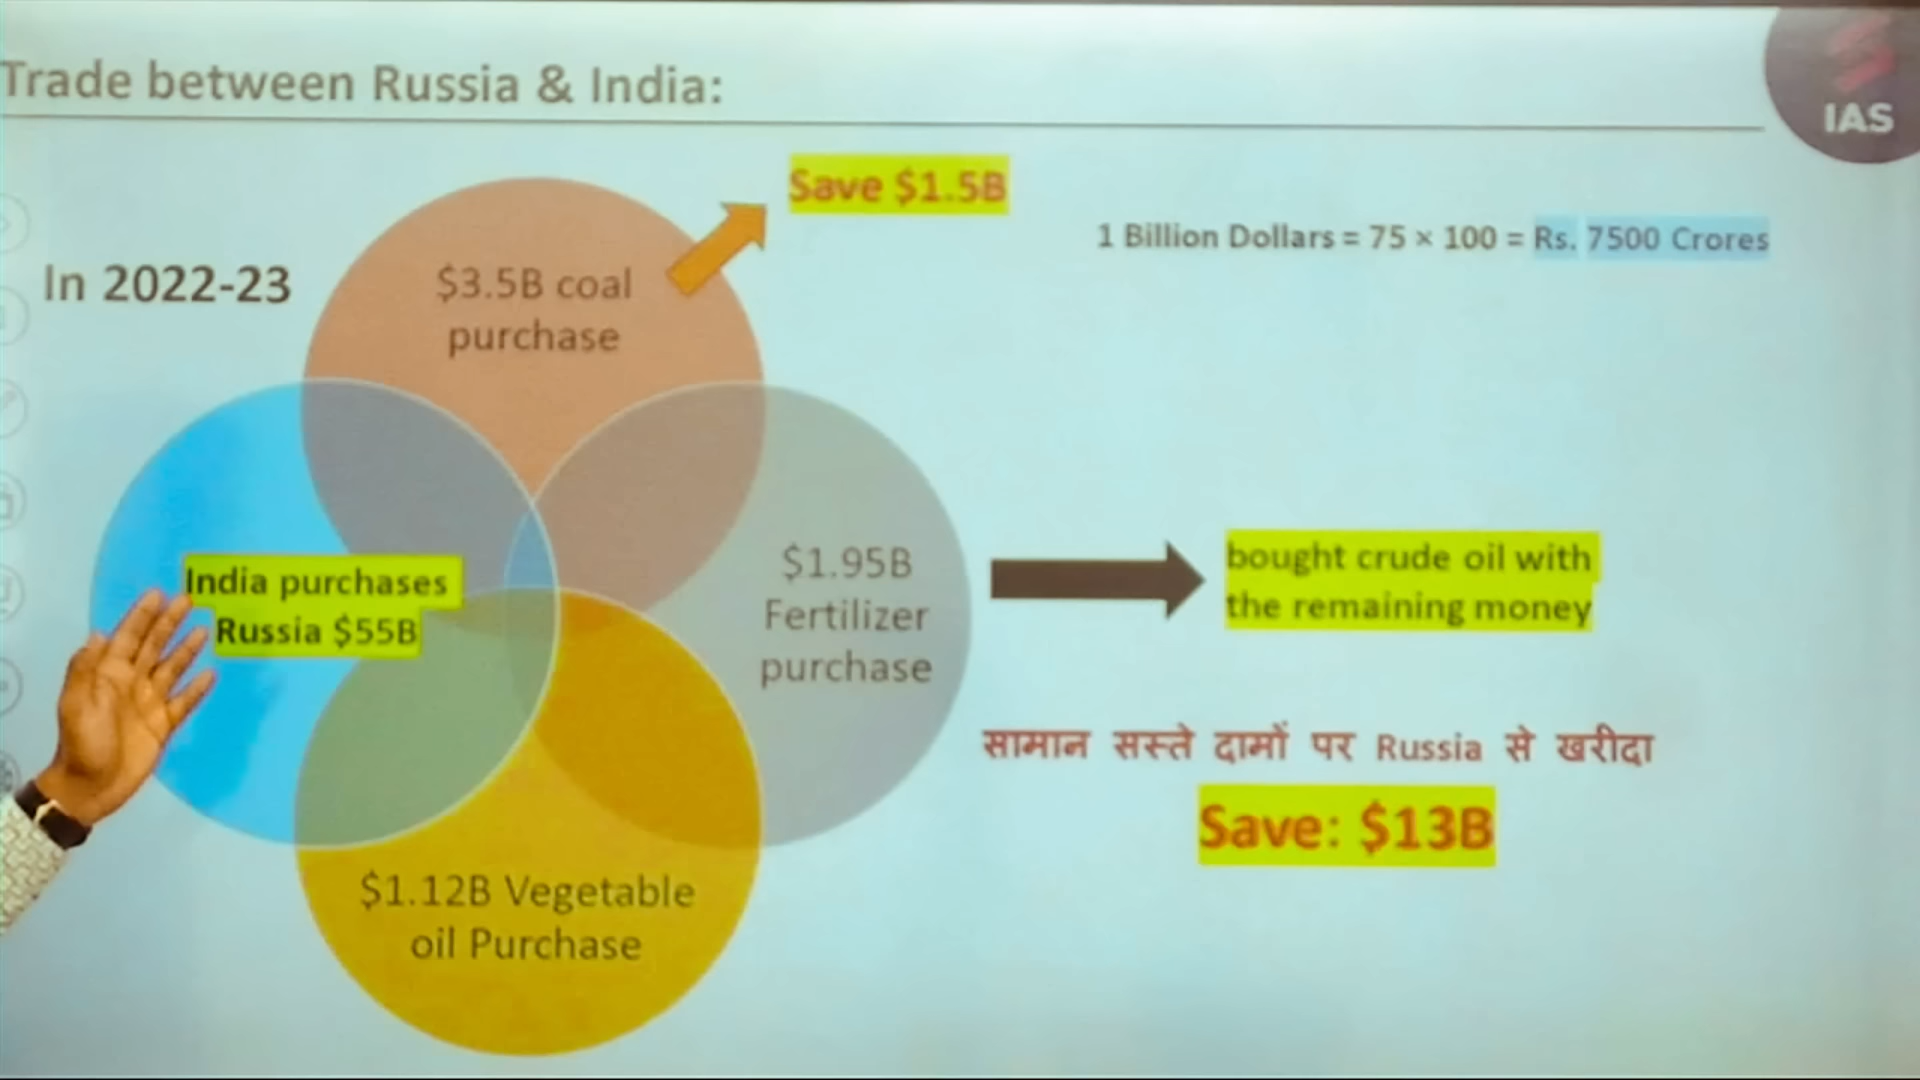 Trade between Russia & India:
IAS
Save $1.5B
1 Billion Dollars = 75 × 100 = Rs. 7500 Crores
In 2022-23
$3.5B coal
purchase
India purchases
Russia $55B
$1.95B
Fertilizer
purchase
bought crude oil with
the remaining money
सामान सस्ते दामों पर Russia से खरीदा
Save: $13B
$1.12B Vegetable
oil Purchase